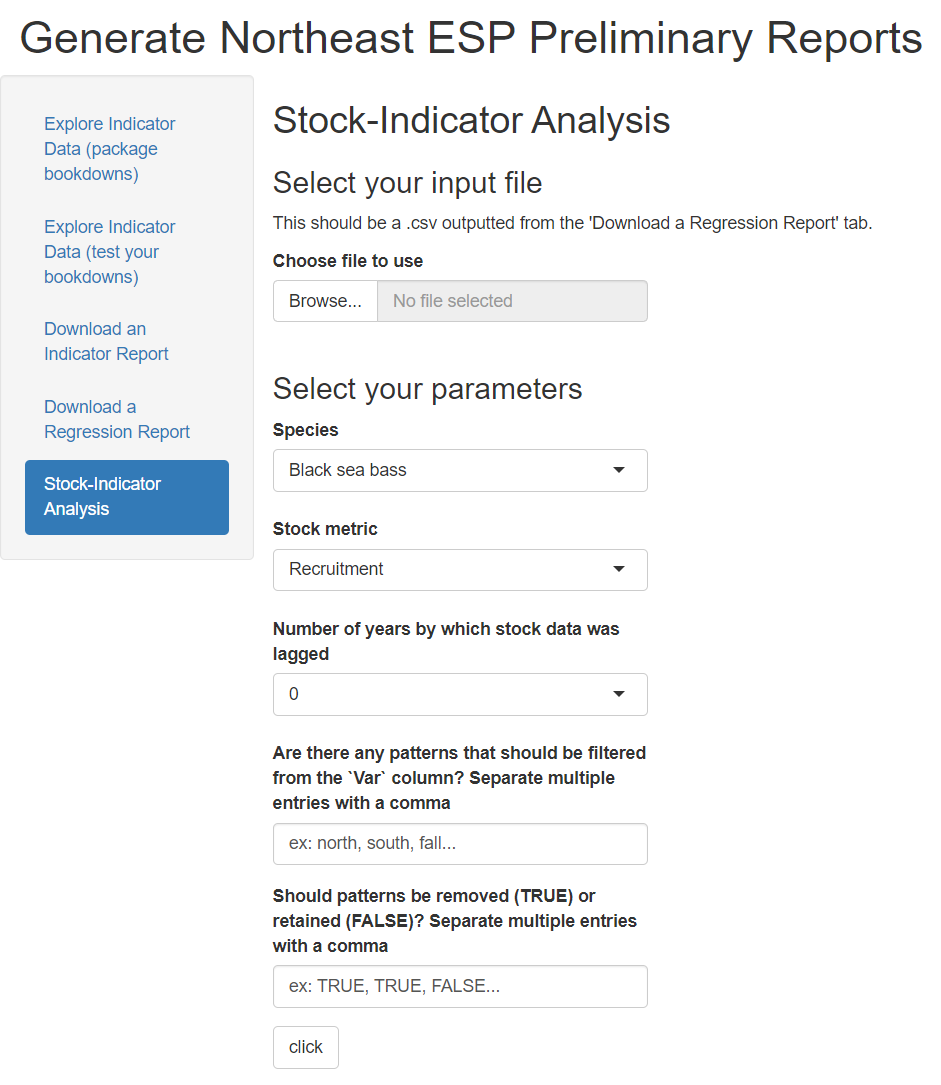 Generate Northeast ESP Preliminary Reports
Explore Indicator
Data (package
bookdowns)
Explore Indicator
Data (test your
bookdowns)
Download an
Indicator Report
Download a
Regression Report
Stock-Indicator
Analysis
Stock-Indicator Analysis
Select your input file
This should be a .csv outputted from the 'Download a Regression Report' tab.
Choose file to use
Browse... No file selected
Select your parameters
Species
Black sea bass
Stock metric
Recruitment
Number of years by which stock data was
lagged
0
Are there any patterns that should be filtered
from the `Var` column? Separate multiple
entries with a comma
ex: north, south, fall...
Should patterns be removed (TRUE) or
retained (FALSE)? Separate multiple entries
with a comma
ex: TRUE, TRUE, FALSE...
click